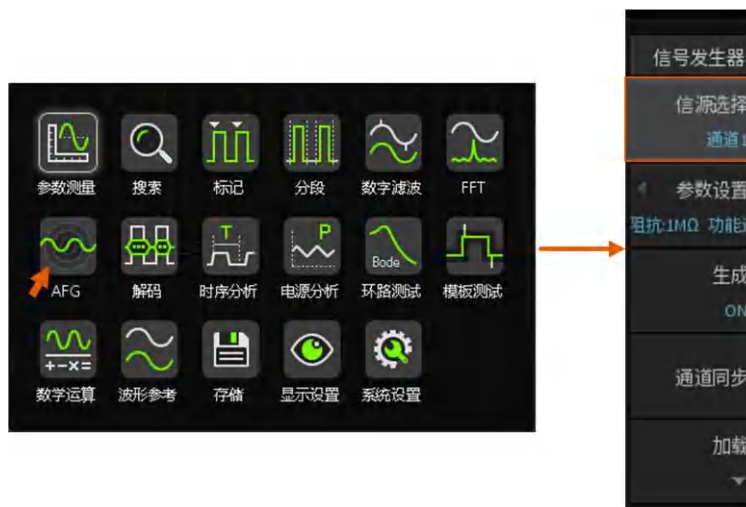 参数测量 搜索 标记 分段 数字滤波 FFT
AFG 解码 时序分析 电源分析 环路测试 模板测试
T
P
Bode
+-×=
数学运算 波形参考 存储 显示设置 系统设置
信号发生器
信源选择
通道1
参数设置
阻抗:1MΩ 功能
生成
ON
通道同步
加载